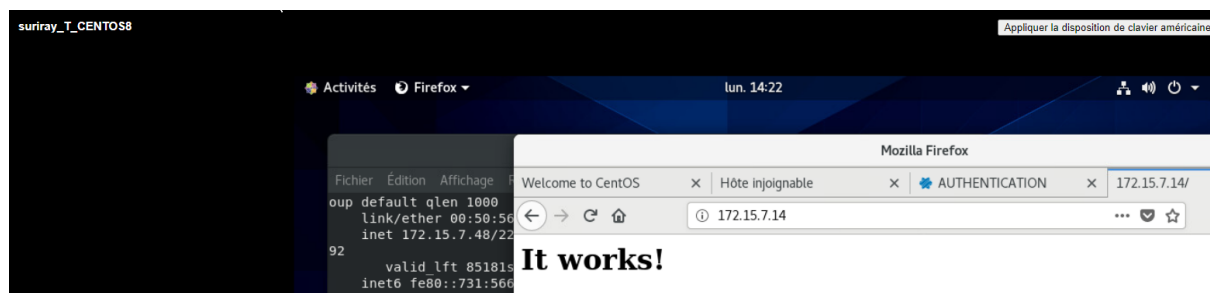 suriray_T_CENTOS8
Appliquer la disposition de clavier américaine
Activités Firefox lun. 14:22
Mozilla Firefox
Fichier Édition Affichage
Welcome to CentOS Hôte injoignable AUTHENTICATION 172.15.7.14/
172.15.7.14
oup default qlen 1000
link/ether 00:50:56
inet 172.15.7.48/22
92
valid_lft 85181s
inet6 fe80::731:566
It works!